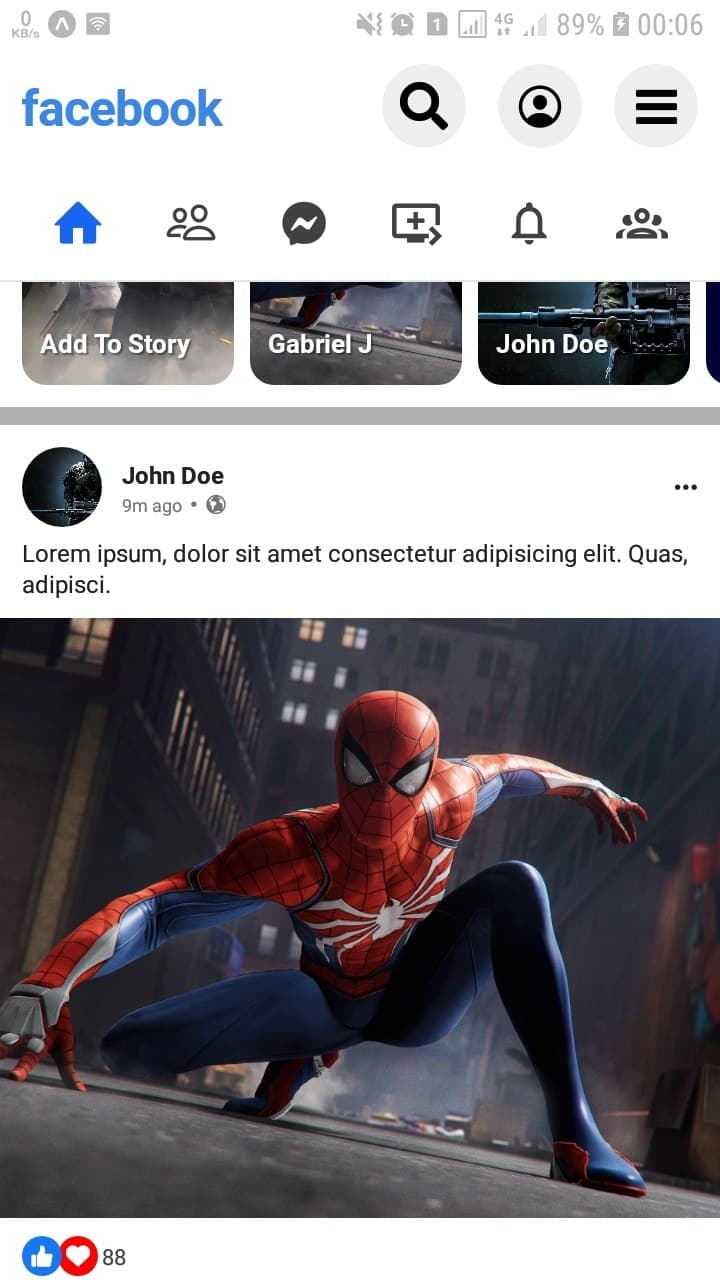 0
KB/s
1
4G
89%
00:06
facebook
Add To Story
Gabriel J
John Doe
John Doe
9m ago •
Lorem ipsum, dolor sit amet consectetur adipisicing elit. Quas,
adipisci.
88